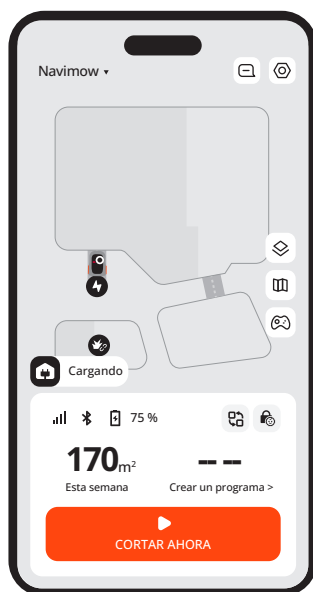 Navimow
Cargando
75 %
170m²
-- --
Esta semana
Crear un programa >
CORTAR AHORA